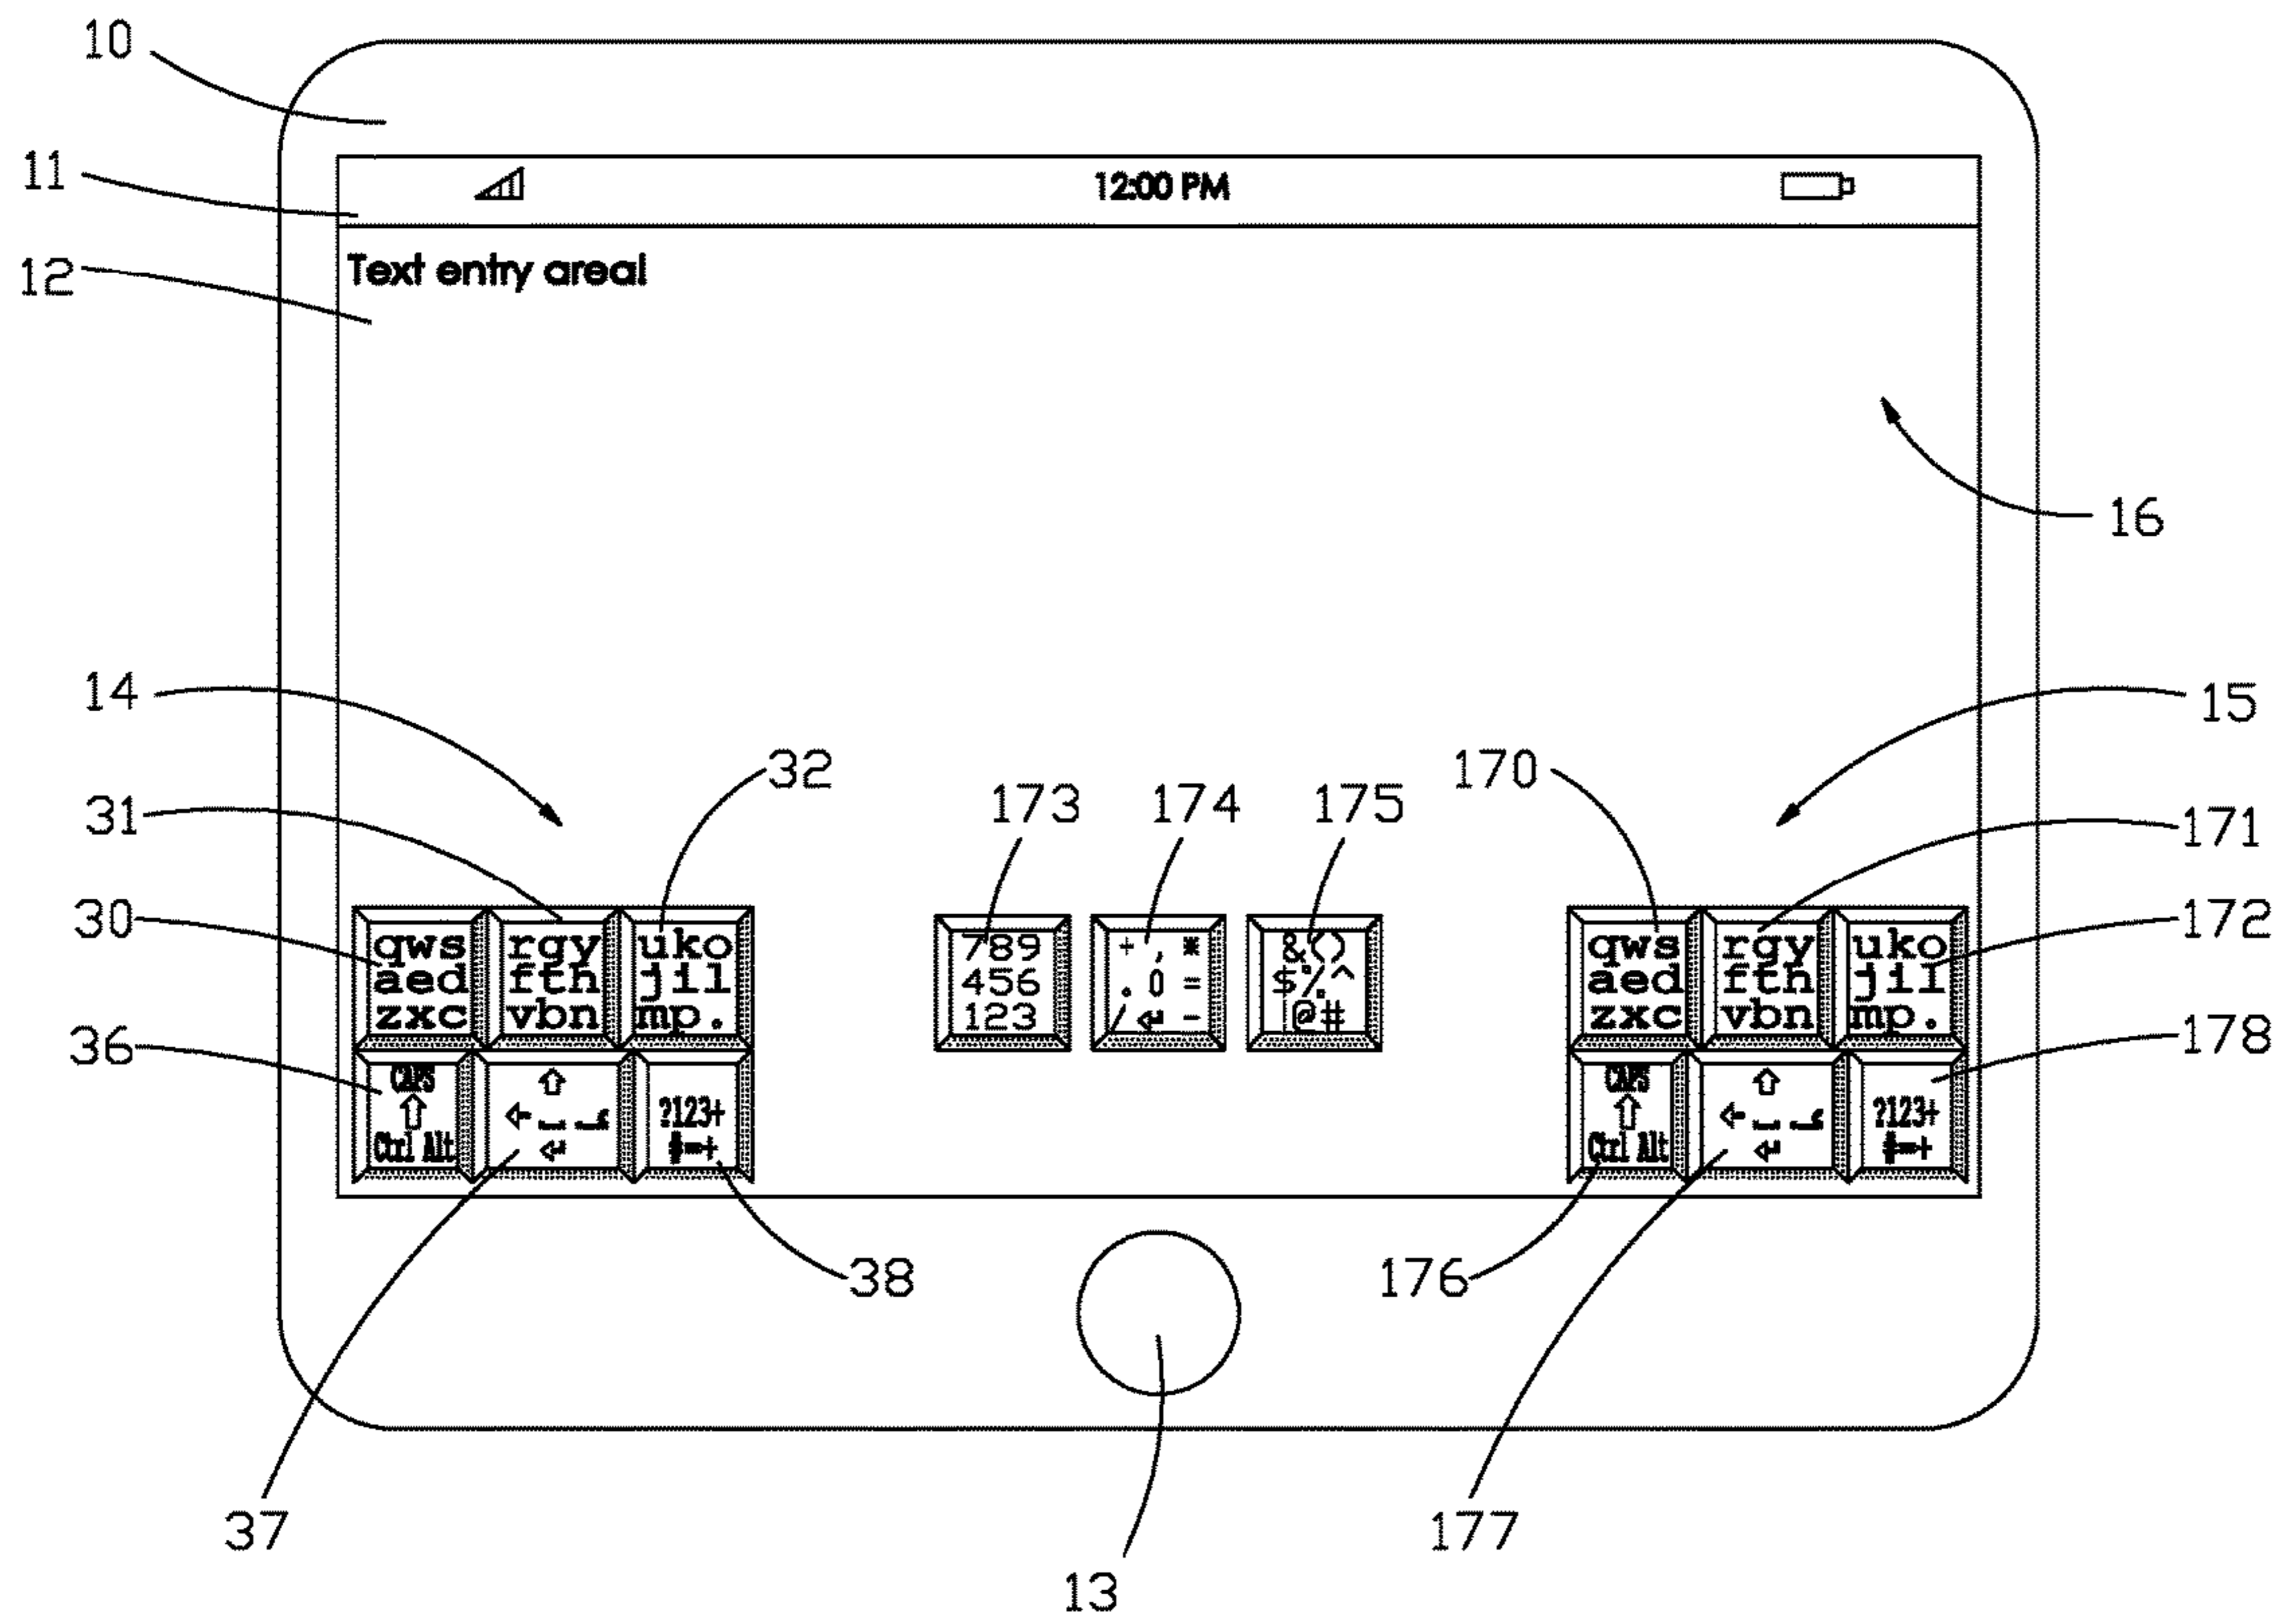 10
11
12:00 PM
12
Text entry area!
16
14
15
32
170
31
173
174
175
171
30
172
qws
aed
zxc
rgy
fth
vbn
uko
jil
mp.
789
456
123
+ , *
. 0 =
/ ↵ -
&()
$%^
|@#
qws
aed
zxc
rgy
fth
vbn
uko
jil
mp.
36
178
CAPS
⇧
Ctrl Alt
?123+
#=+
CAPS
⇧
Ctrl Alt
?123+
#=+
38
176
37
177
13